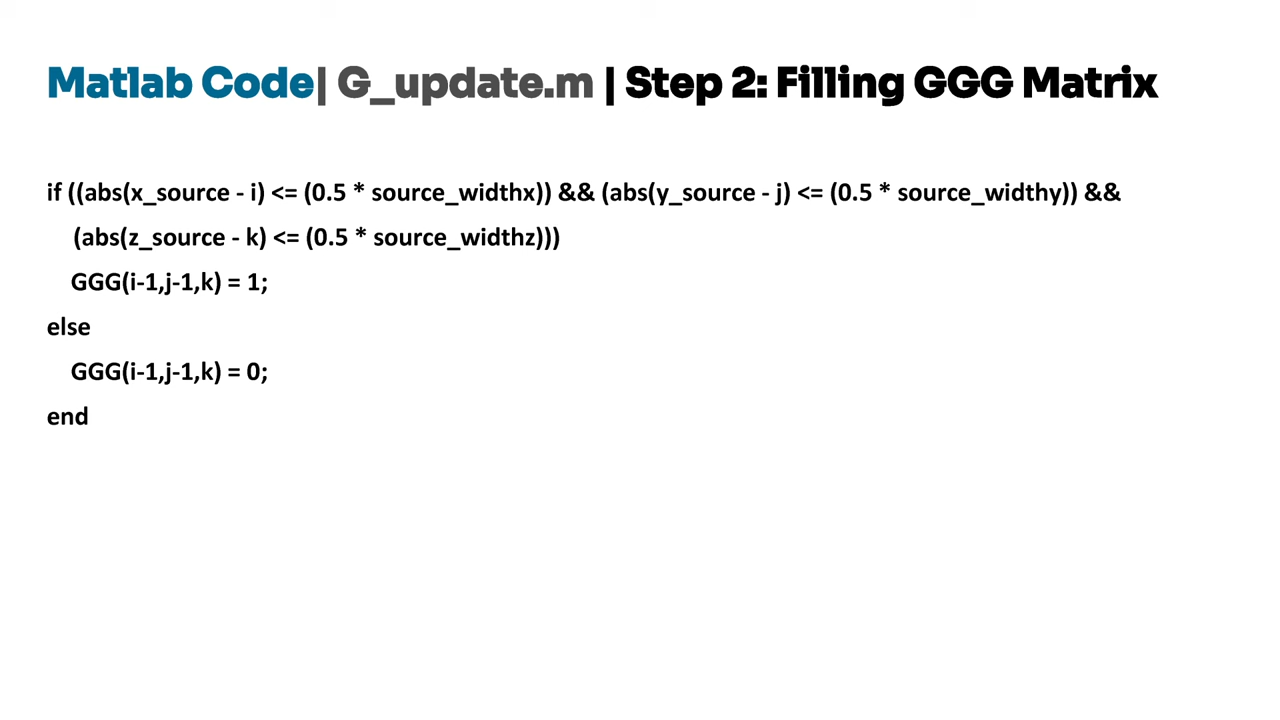 Matlab Code| G_update.m | Step 2: Filling GGG Matrix
if ((abs(x_source - i) <= (0.5 * source_widthx)) && (abs(y_source - j) <= (0.5 * source_widthy)) &&
(abs(z_source - k) <= (0.5 * source_widthz)))
GGG(i-1,j-1,k) = 1;
else
GGG(i-1,j-1,k) = 0;
end